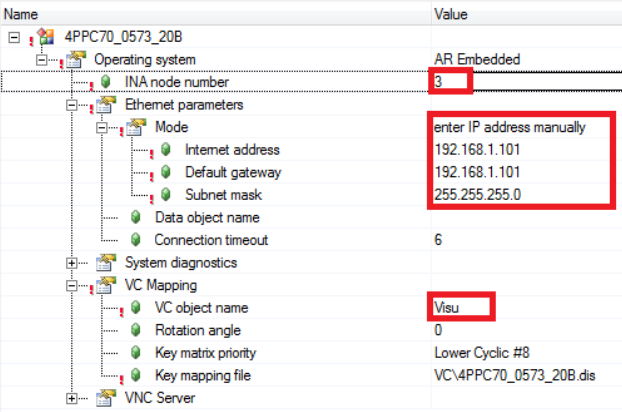 Name Value
4PPC70_0573_20B
Operating system AR Embedded
INA node number 3
Ethernet parameters
Mode enter IP address manually
Internet address 192.168.1.101
Default gateway 192.168.1.101
Subnet mask 255.255.255.0
Data object name
Connection timeout 6
System diagnostics
VC Mapping
VC object name Visu
Rotation angle 0
Key matrix priority Lower Cyclic #8
Key mapping file VC\4PPC70_0573_20B.dis
VNC Server